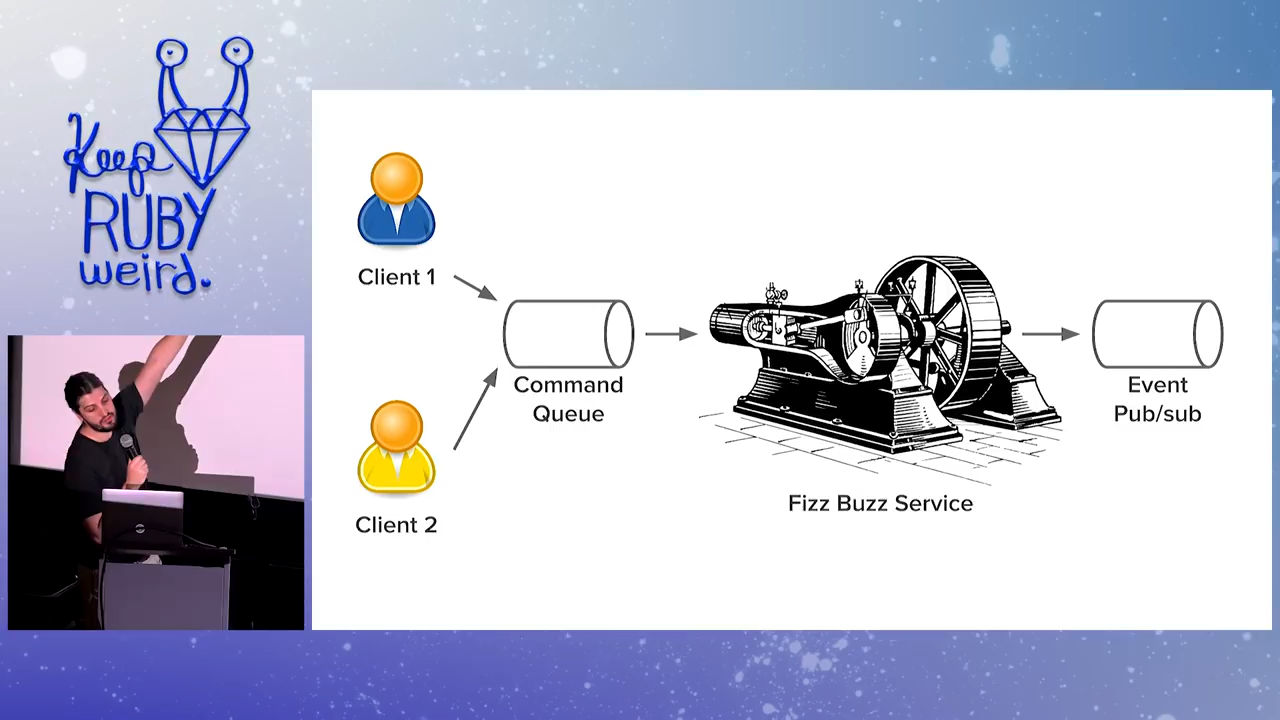 Keep
RUBY
weird.
Client 1
Command
Queue
Client 2
Fizz Buzz Service
Event
Pub/sub